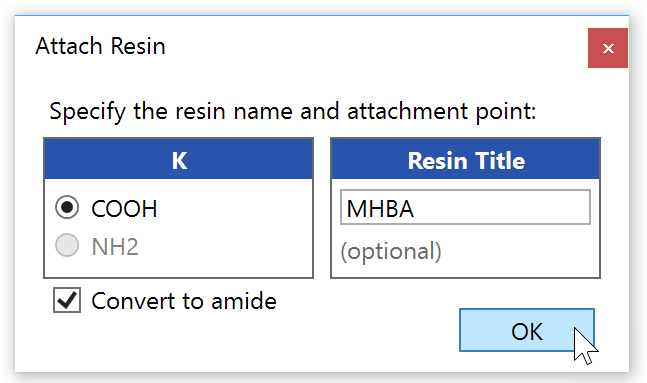 Attach Resin
Specify the resin name and attachment point:
K
COOH
NH2
Resin Title
MHBA
(optional)
Convert to amide
OK